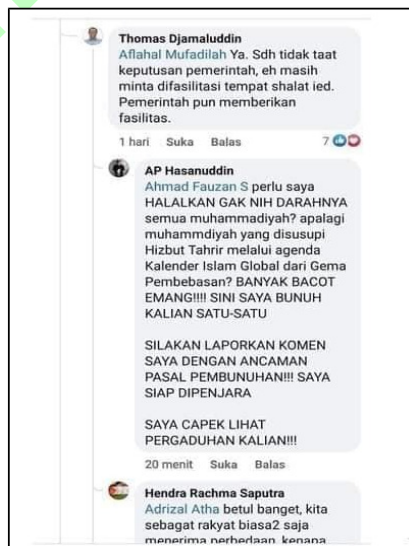 Thomas Djamaluddin
Aflahal Mufadilah Ya. Sdh tidak taat
keputusan pemerintah, eh masih
minta difasilitasi tempat shalat ied.
Pemerintah pun memberikan
fasilitas.
1 hari Suka Balas 7
AP Hasanuddin
Ahmad Fauzan S perlu saya
HALALKAN GAK NIH DARAHNYA
semua muhammadiyah? apalagi
muhammdiyah yang disusupi
Hizbut Tahrir melalui agenda
Kalender Islam Global dari Gema
Pembebasan? BANYAK BACOT
EMANG!!!! SINI SAYA BUNUH
KALIAN SATU-SATU
SILAKAN LAPORKAN KOMEN
SAYA DENGAN ANCAMAN
PASAL PEMBUNUHAN!!! SAYA
SIAP DIPENJARA
SAYA CAPEK LIHAT
PERGADUHAN KALIAN!!!
20 menit Suka Balas
Hendra Rachma Saputra
Adrizal Atha betul banget, kita
sebagat rakyat biasa2 saja
menerima perbedaan, kenapa